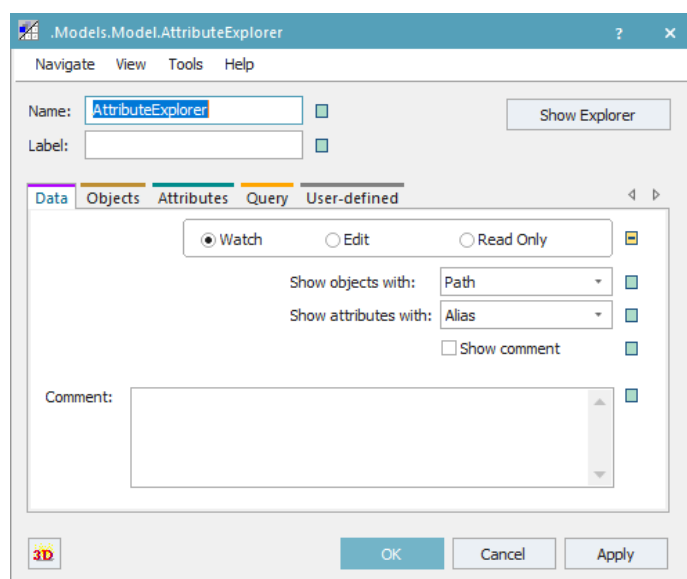 .Models.Model.AttributeExplorer ? ×
Navigate View Tools Help
Name: AttributeExplorer Show Explorer
Label:
Data Objects Attributes Query User-defined
Watch Edit Read Only
Show objects with: Path
Show attributes with: Alias
Show comment
Comment:
3D OK Cancel Apply